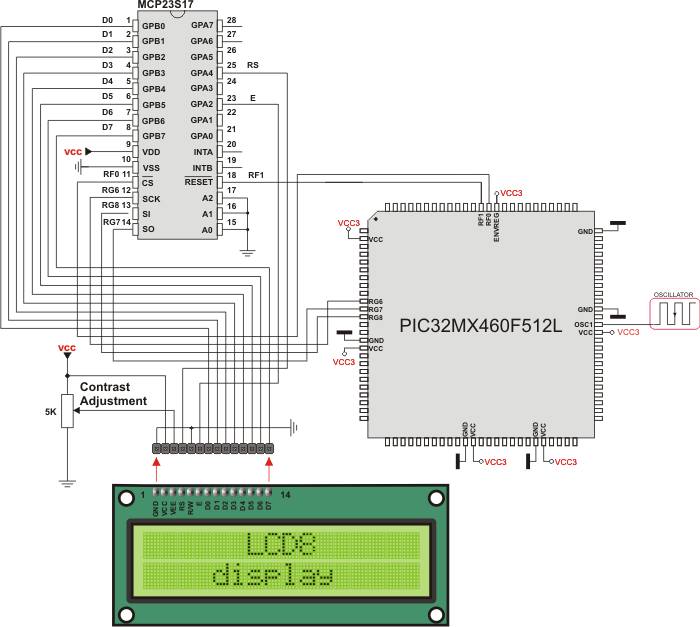 MCP23S17
D0 1 GPB0 GPA7 28
D1 2 GPB1 GPA6 27
D2 3 GPB2 GPA5 26
D3 4 GPB3 GPA4 25 RS
D4 5 GPB4 GPA3 24
D5 6 GPB5 GPA2 23 E
D6 7 GPB6 GPA1 22
D7 8 GPB7 GPA0 21
vcc 9 VDD INTA 20
10 VSS INTB 19
RF0 11 CS RESET 18 RF1
RG6 12 SCK A2 17
RG8 13 SI A1 16
RG7 14 SO A0 15
VCC3
RF1 RF0 ENVREG
VCC3
VCC
GND
OSCILLATOR
RG6
RG7
RG8
PIC32MX460F512L
GND
OSC1
VCC VCC3
GND
VCC
VCC3
vcc
Contrast
Adjustment
5K
GND VCC VCC3
GND VCC VCC3
1 14
GND VCC VEE RS R/W E D0 D1 D2 D3 D4 D5 D6 D7
LCD8
display